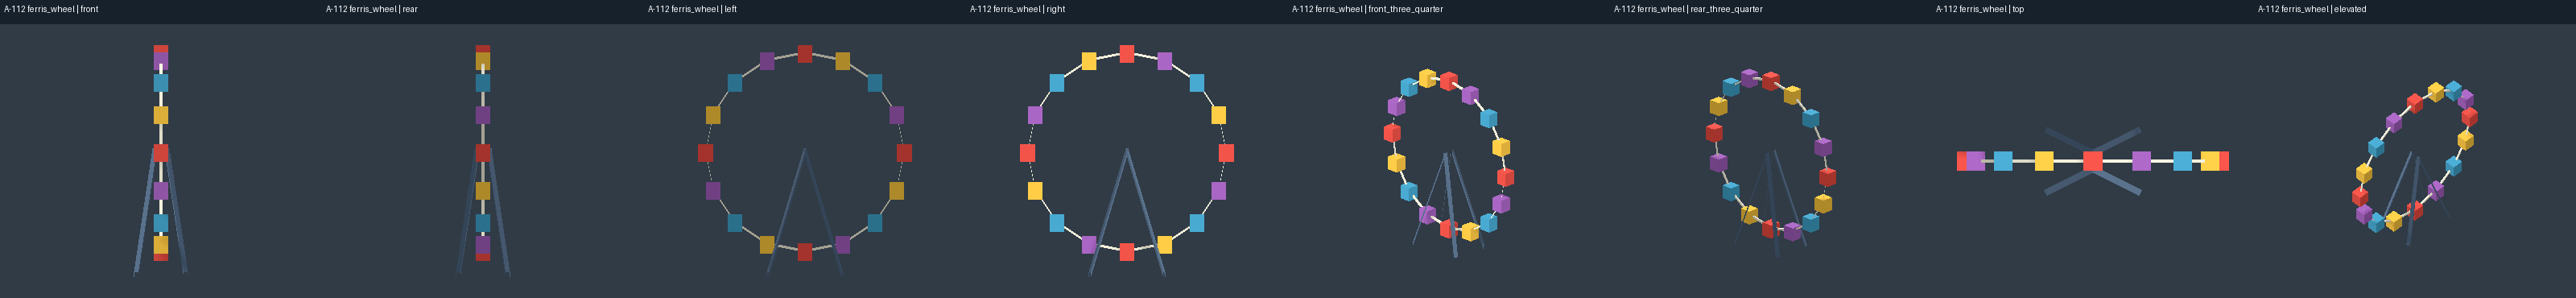 A-112 ferris_wheel | front
A-112 ferris_wheel | rear
A-112 ferris_wheel | left
A-112 ferris_wheel | right
A-112 ferris_wheel | front_three_quarter
A-112 ferris_wheel | rear_three_quarter
A-112 ferris_wheel | top
A-112 ferris_wheel | elevated